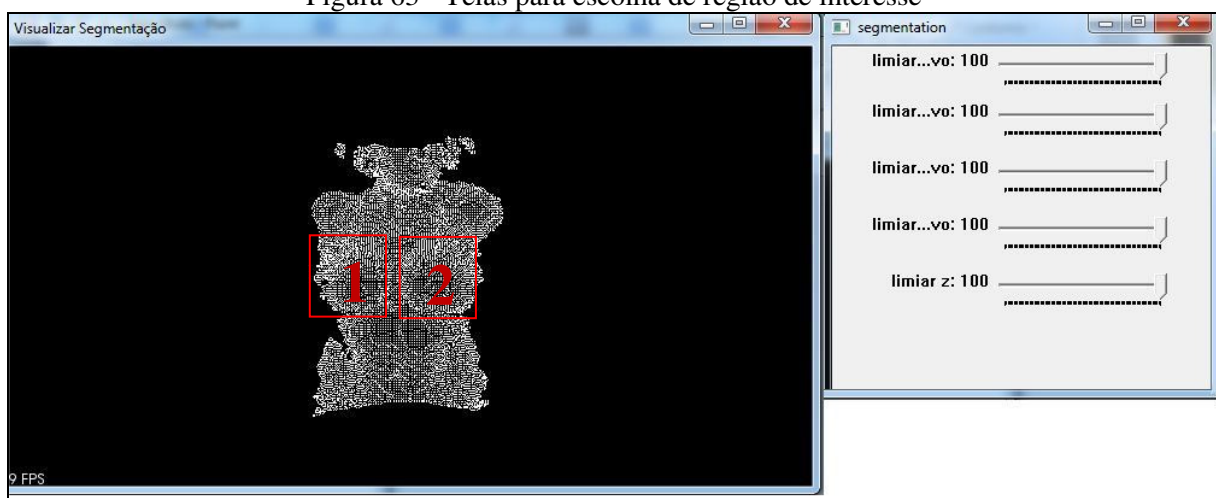 Figura 63 - Telas para escolha de região de interesse
Visualizar Segmentação
1
2
9 FPS
segmentation
limiar...vo: 100
limiar...vo: 100
limiar...vo: 100
limiar...vo: 100
limiar z: 100